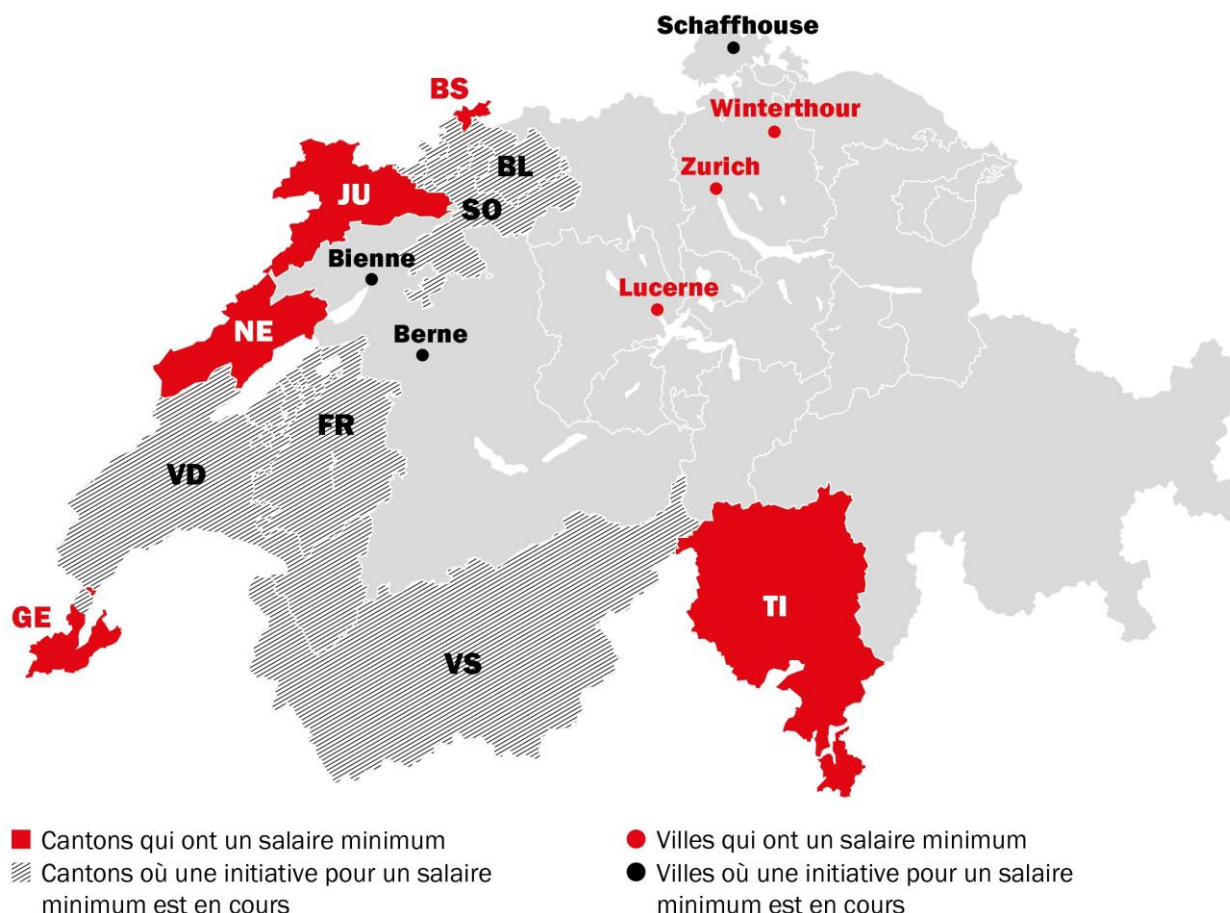 Schaffhouse
BS
Winterthour
BL
Zurich
JU
SO
Bienne
Lucerne
NE
Berne
FR
VD
TI
GE
VS
Cantons qui ont un salaire minimum
Cantons où une initiative pour un salaire
minimum est en cours
Villes qui ont un salaire minimum
Villes où une initiative pour un salaire
minimum est en cours